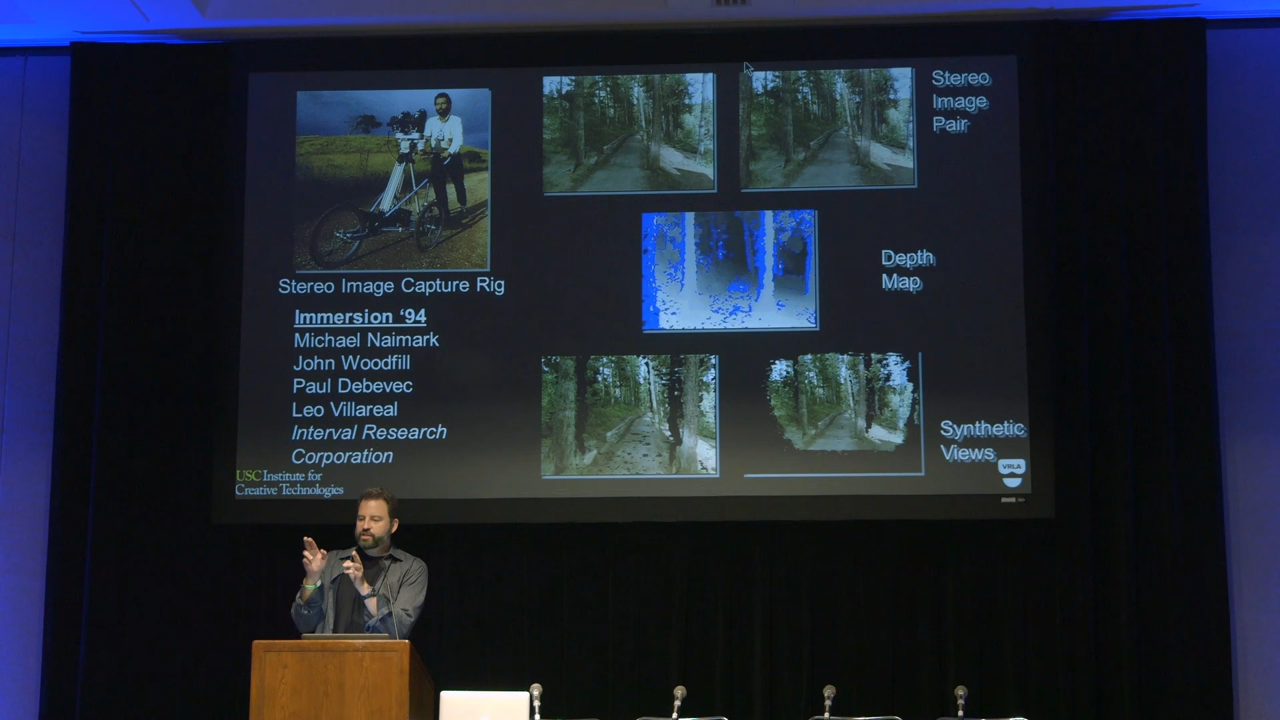 Stereo
Image
Pair
Stereo Image Capture Rig
Immersion ‘94
Michael Naimark
John Woodfill
Paul Debevec
Leo Villareal
Interval Research
Corporation
Depth
Map
Synthetic
Views
USC Institute for
Creative Technologies
VRLA